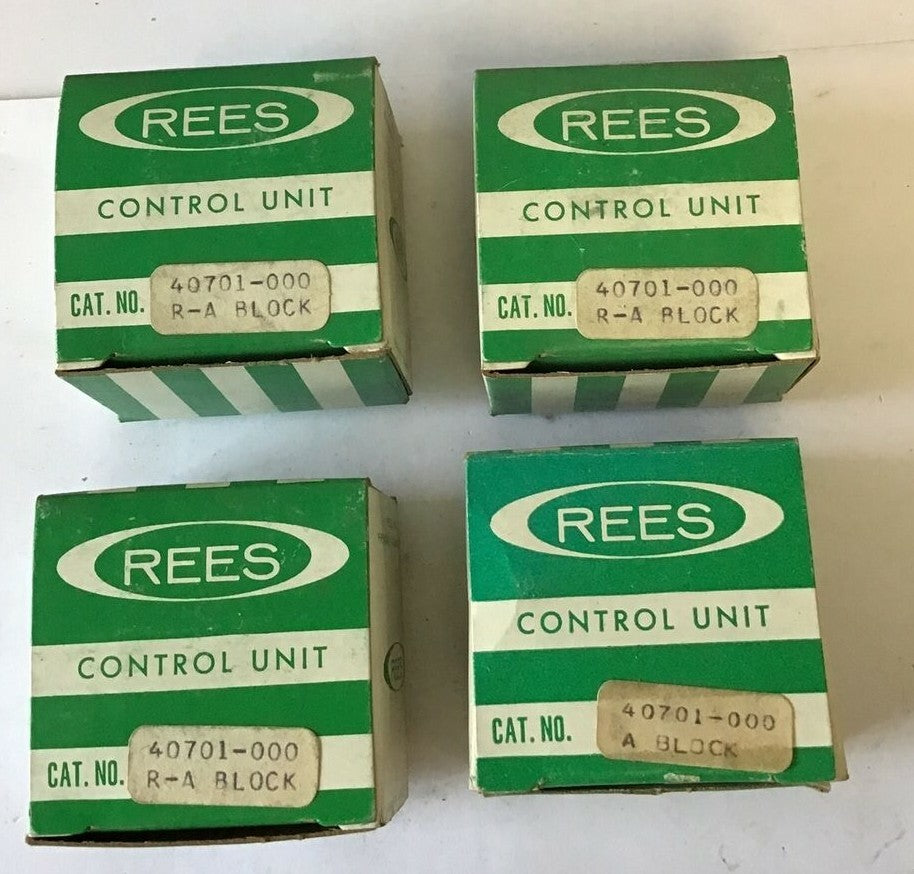 REES
CONTROL UNIT
CAT. NO.
40701-000
R-A BLOCK
REES
CONTROL UNIT
CAT. NO.
40701-000
R-A BLOCK
REES
CONTROL UNIT
CAT. NO.
40701-000
R-A BLOCK
REES
CONTROL UNIT
CAT. NO.
40701-000
A BLOCK